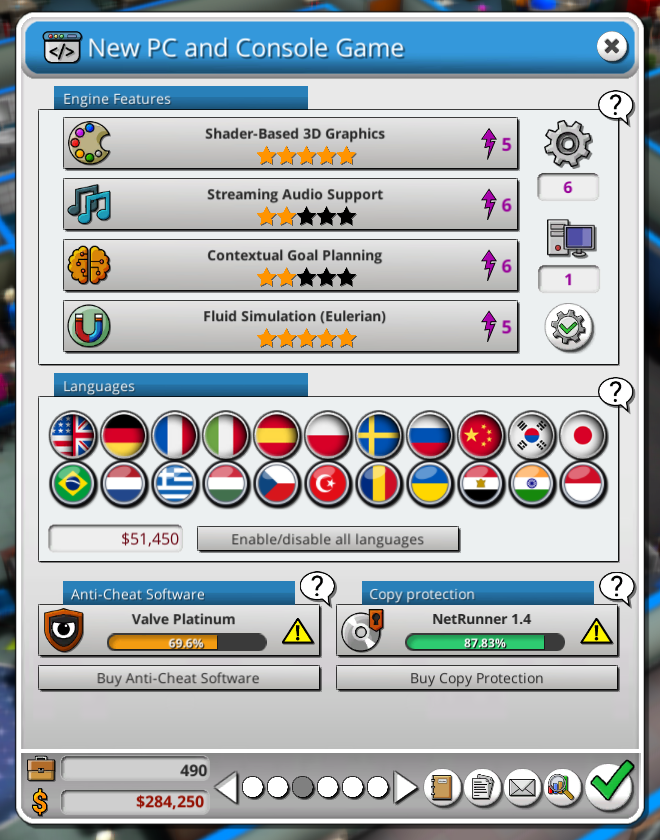 </>
New PC and Console Game
Engine Features
?
Shader-Based 3D Graphics
5
6
Streaming Audio Support
6
Contextual Goal Planning
6
1
Fluid Simulation (Eulerian)
5
Languages
?
$51,450
Enable/disable all languages
Anti-Cheat Software
?
Copy protection
?
Valve Platinum
69,6%
NetRunner 1.4
87.83%
Buy Anti-Cheat Software
Buy Copy Protection
490
$
$284,250